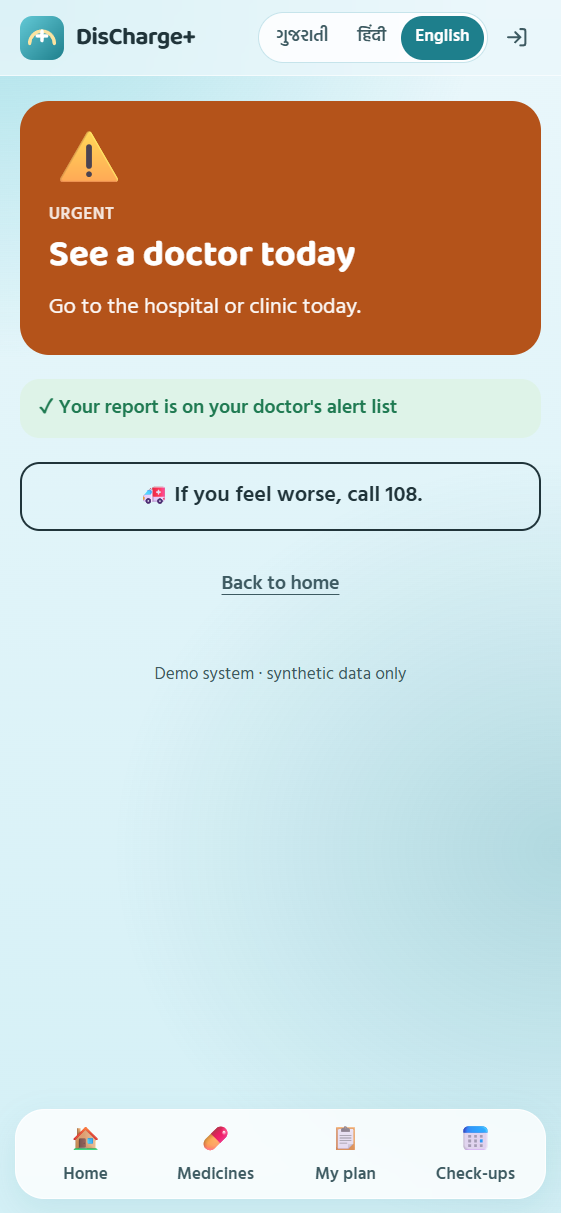 DisCharge+
ગુજરાતી
हिंदी
English
URGENT
See a doctor today
Go to the hospital or clinic today.
✓ Your report is on your doctor's alert list
🚑 If you feel worse, call 108.
Back to home
Demo system · synthetic data only
Home
Medicines
My plan
Check-ups